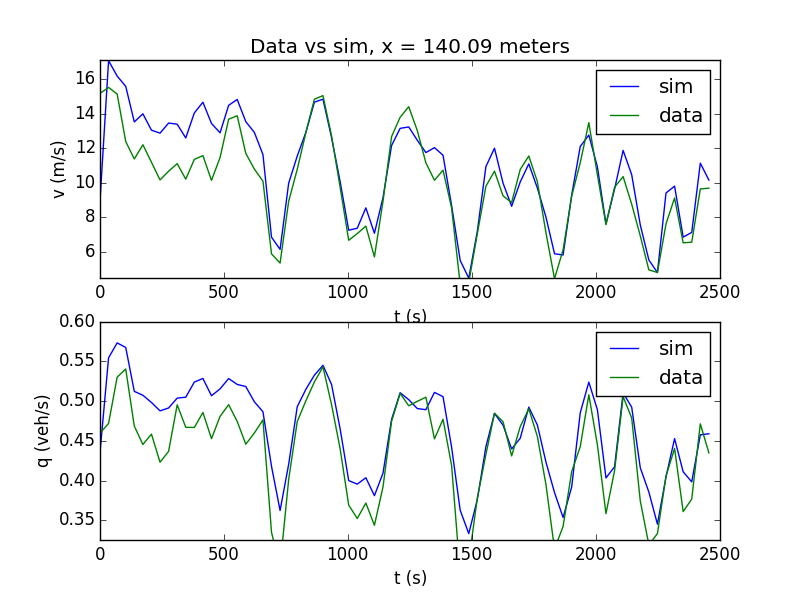 Data vs sim, x = 140.09 meters
16
14
12
10
8
6
v (m/s)
sim
data
0
500
1000
1500
2000
2500
t (s)
0.60
0.55
0.50
0.45
0.40
0.35
q (veh/s)
sim
data
0
500
1000
1500
2000
2500
t (s)